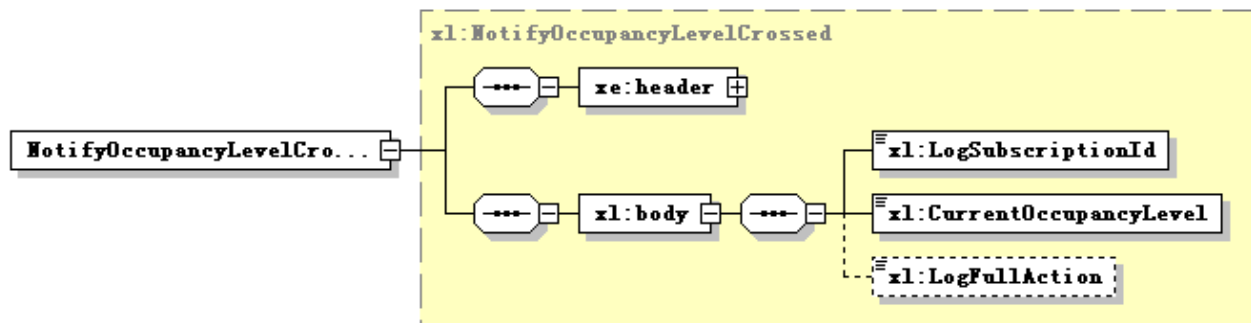 xl:NotifyOccupancyLevelCrossed
xe:header
NotifyOccupancyLevelCro...
xl:LogSubscriptionId
xl:body
xl:CurrentOccupancyLevel
xl:LogFullAction